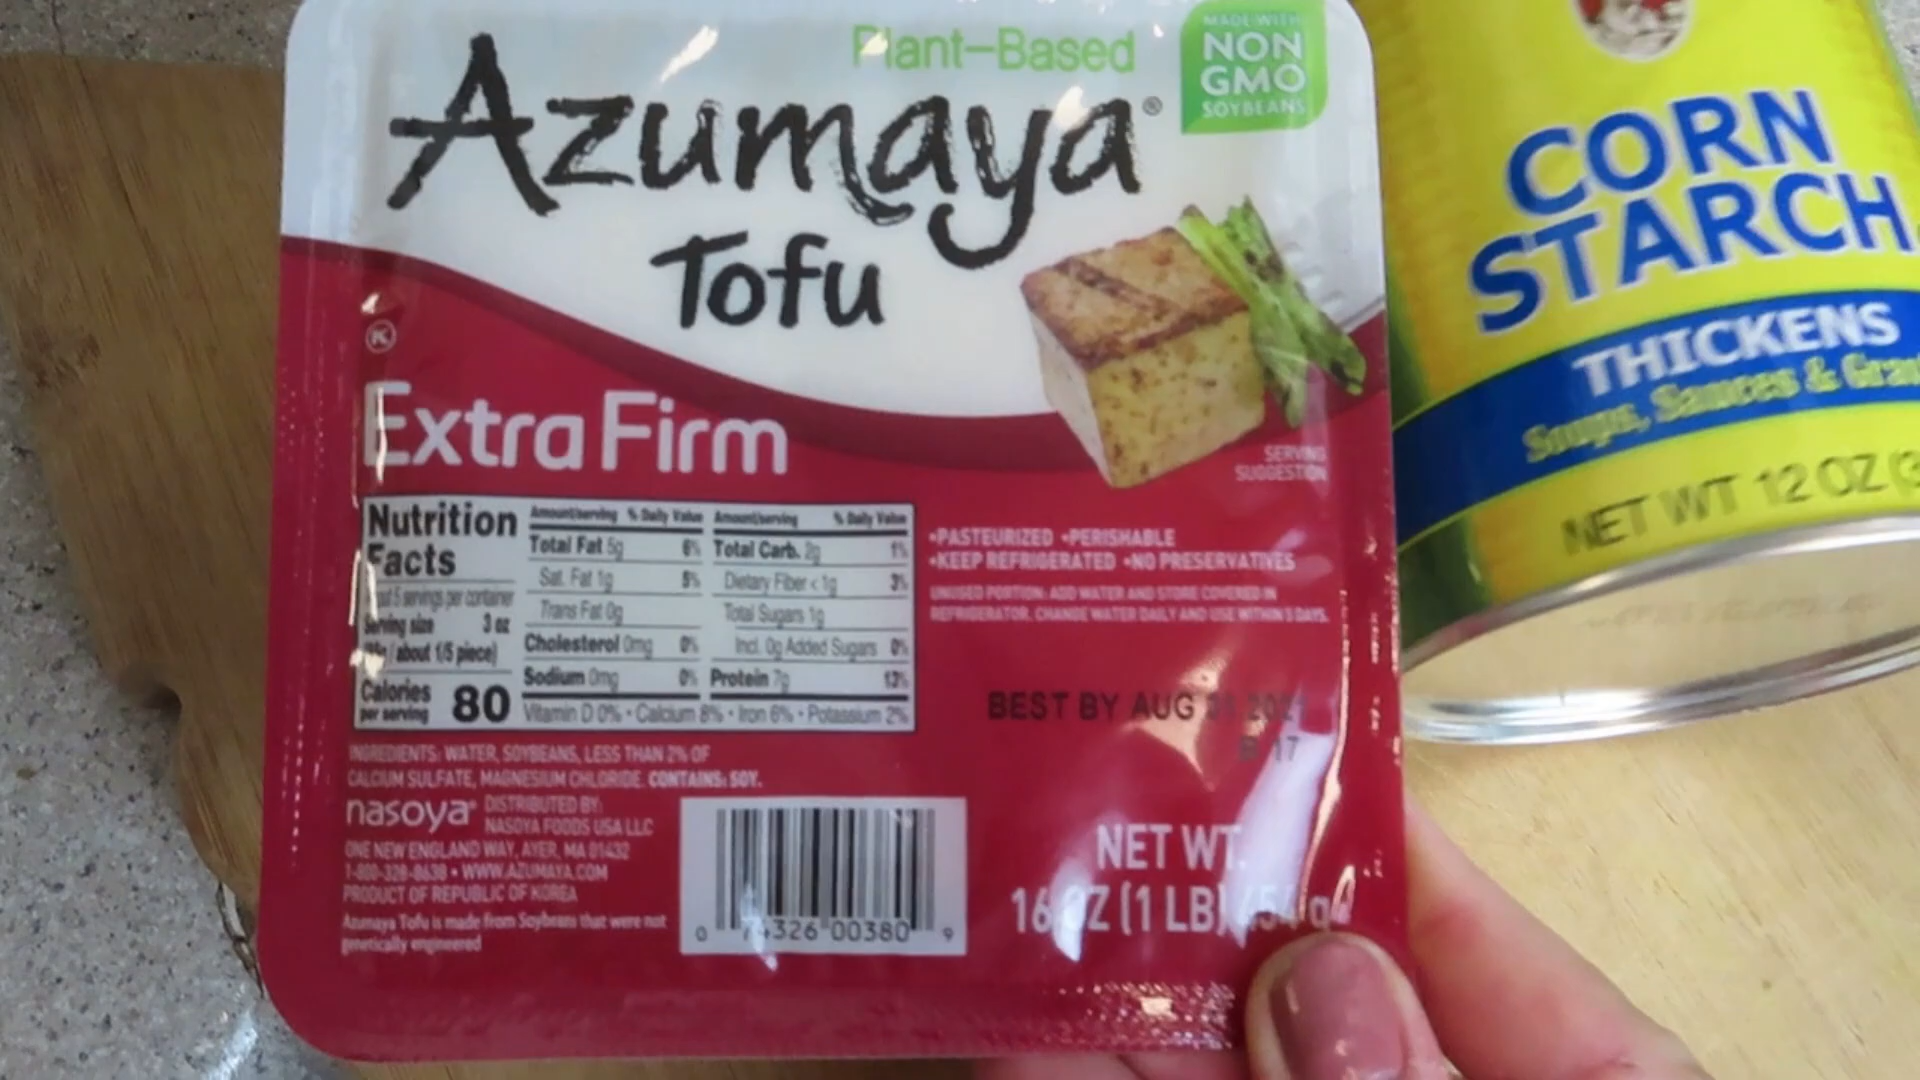 Plant-Based
MADE WITH
NON
GMO
SOYBEANS
Azumaya®
Tofu
K
Extra Firm
SERVING
SUGGESTION
Nutrition
Facts
5 servings per container
Serving size 3 oz
about 1/5 piece)
Calories
per serving 80
Amount/serving % Daily Value
Total Fat 5g 6%
Sat. Fat 1g 5%
Trans Fat 0g
Cholesterol 0mg 0%
Sodium 0mg 0%
Amount/serving % Daily Value
Total Carb. 2g 1%
Dietary Fiber < 1g 3%
Total Sugars 1g
Incl. 0g Added Sugars 0%
Protein 7g 13%
Vitamin D 0% • Calcium 8% • Iron 6% • Potassium 2%
•PASTEURIZED •PERISHABLE
•KEEP REFRIGERATED •NO PRESERVATIVES
UNUSED PORTION: ADD WATER AND STORE COVERED IN
REFRIGERATOR. CHANGE WATER DAILY AND USE WITHIN 3 DAYS.
BEST BY AUG
17
INGREDIENTS: WATER, SOYBEANS, LESS THAN 2% OF
CALCIUM SULFATE, MAGNESIUM CHLORIDE. CONTAINS: SOY.
nasoya® DISTRIBUTED BY:
NASOYA FOODS USA LLC
ONE NEW ENGLAND WAY, AYER, MA 01432
1-800-328-8638 • WWW.AZUMAYA.COM
PRODUCT OF REPUBLIC OF KOREA
Azumaya Tofu is made from Soybeans that were not
genetically engineered
0 74326 00380 9
NET WT.
16 OZ (1 LB)
CORN
STARCH
THICKENS
Soups, Sauces &
NET WT 12 OZ